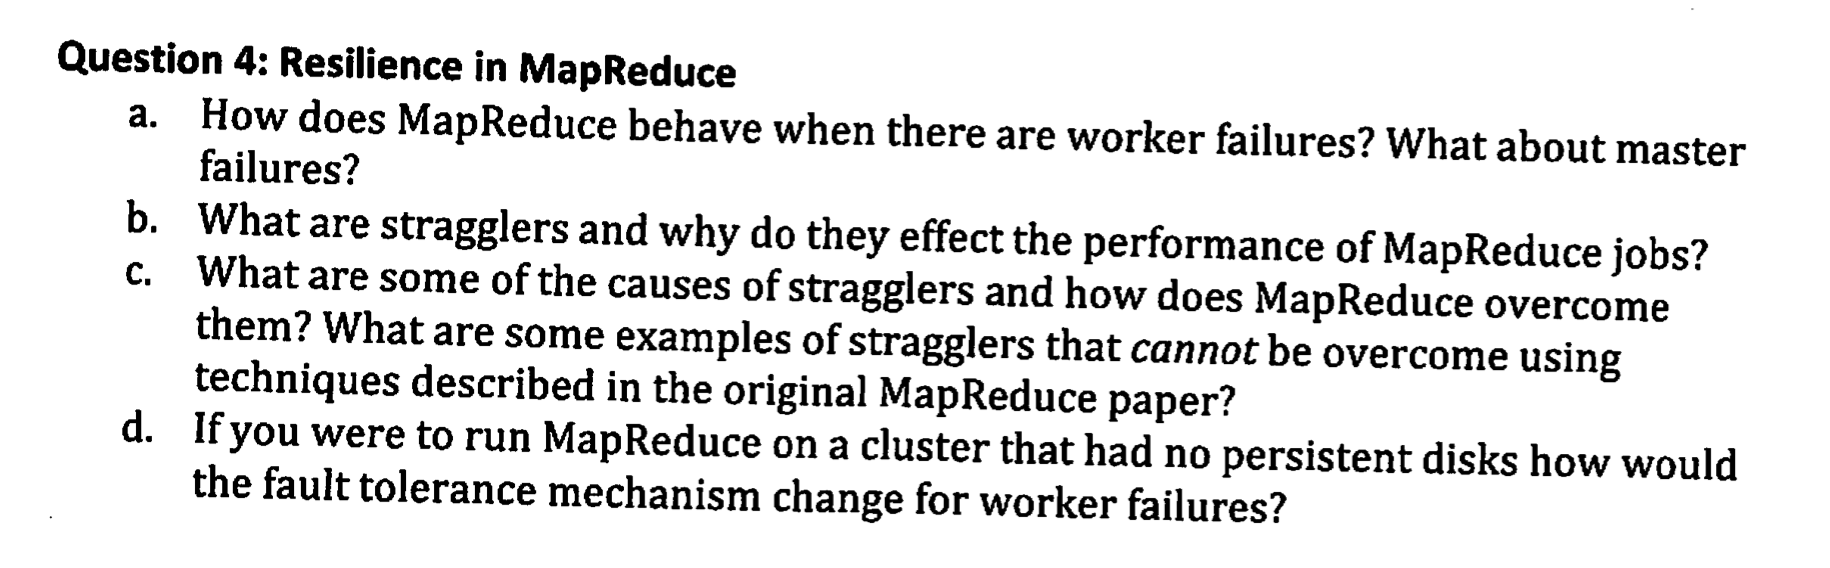 Question 4: Resilience in MapReduce
a. How does MapReduce behave when there are worker failures? What about master
failures?
b. What are stragglers and why do they effect the performance of MapReduce jobs?
c. What are some of the causes of stragglers and how does MapReduce overcome
them? What are some examples of stragglers that cannot be overcome using
techniques described in the original MapReduce paper?
d. If you were to run MapReduce on a cluster that had no persistent disks how would
the fault tolerance mechanism change for worker failures?